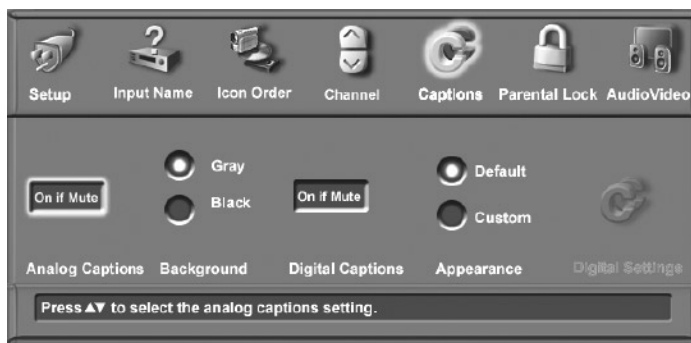 Setup Input Name Icon Order Channel Captions Parental Lock AudioVideo
Gray
On if Mute On if Mute Default
Black
Custom
Analog Captions Background Digital Captions Appearance Digital Settings
Press ▲▼ to select the analog captions setting.